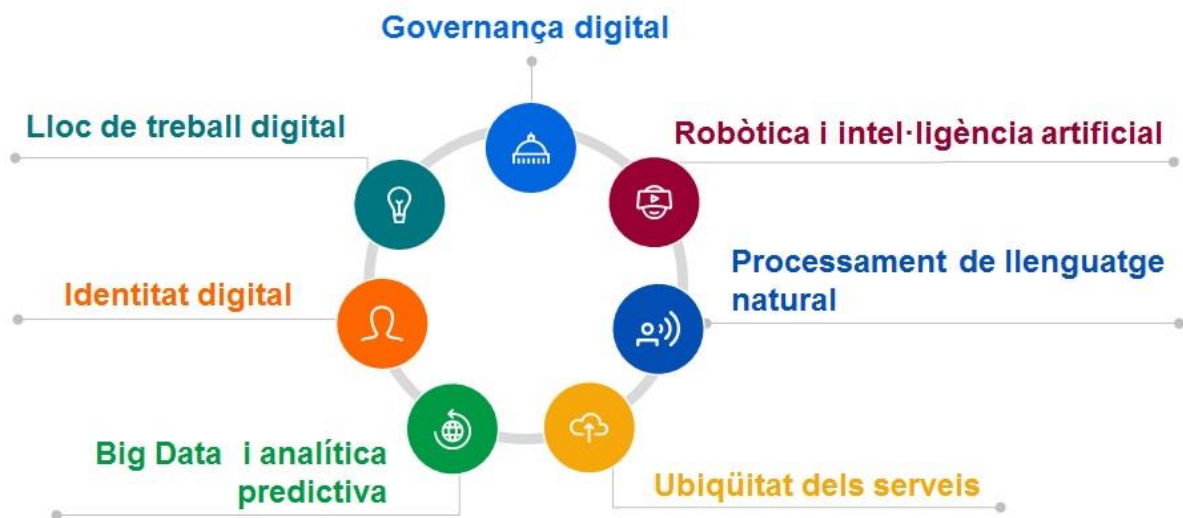 Governança digital
Lloc de treball digital
Robòtica i intel·ligència artificial
Processament de llenguatge
natural
Identitat digital
Big Data i analítica
predictiva
Ubiqüitat dels serveis